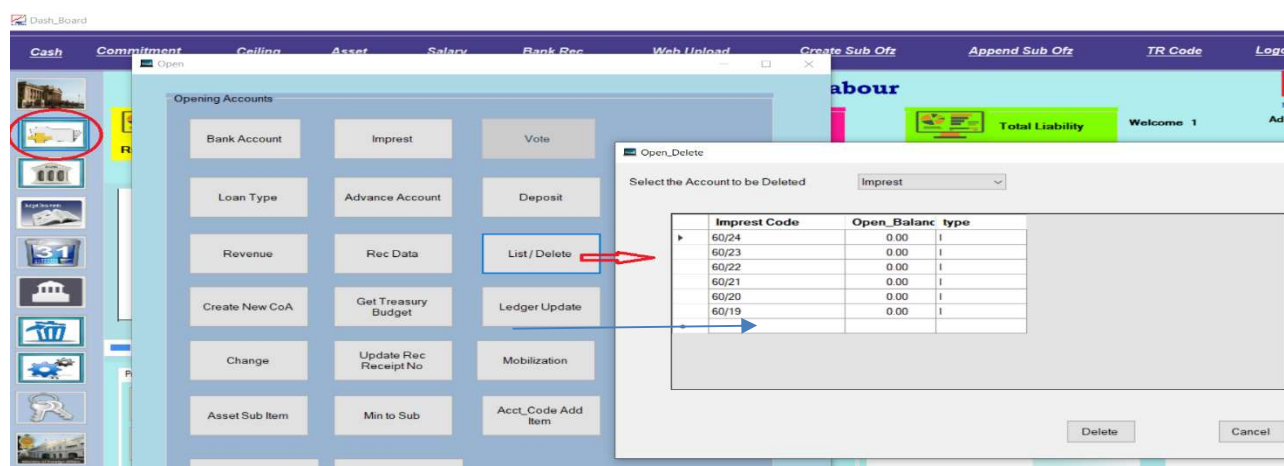 Dash_Board
Cash Commitment Ceiling Asset Salary Bank Rec Web Upload Create Sub Ofz Append Sub Ofz TR Code
Open
abour
Total Liability
Welcome 1
Opening Accounts
Bank Account Imprest Vote
Loan Type Advance Account Deposit
Revenue Rec Data List / Delete
Create New CoA Get Treasury Budget Ledger Update
Change Update Rec Receipt No Mobilization
Asset Sub Item Min to Sub Acct_Code Add Item
Open_Delete
Select the Account to be Deleted Imprest
Imprest Code Open_Balanc type
60/24 0.00 I
60/23 0.00 I
60/22 0.00 I
60/21 0.00 I
60/20 0.00 I
60/19 0.00 I
Delete Cancel
31